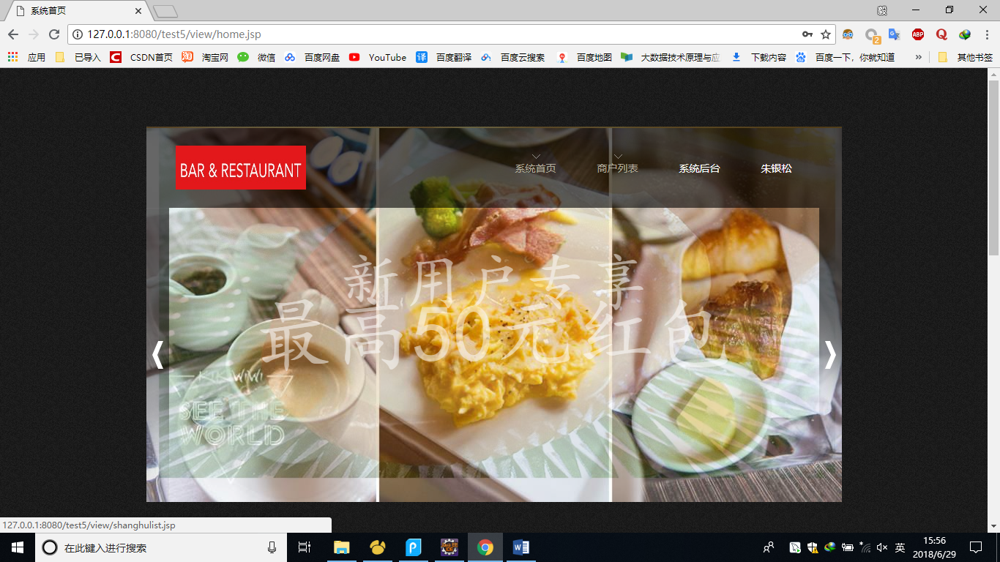 系统首页
127.0.0.1:8080/test5/view/home.jsp
2
应用 已导入 CSDN首页 淘宝网 微信 百度网盘 YouTube 百度翻译 百度云搜索 百度地图 大数据技术原理与应 下载内容 百度一下，你就知道 » 其他书签
BAR & RESTAURANT
系统首页 商户列表 系统后台 朱银松
新用户专享
最高50元红包
KIWIWI
SEE THE
WORLD
127.0.0.1:8080/test5/view/shanghulist.jsp
在此键入进行搜索
英
15:56
2018/6/29